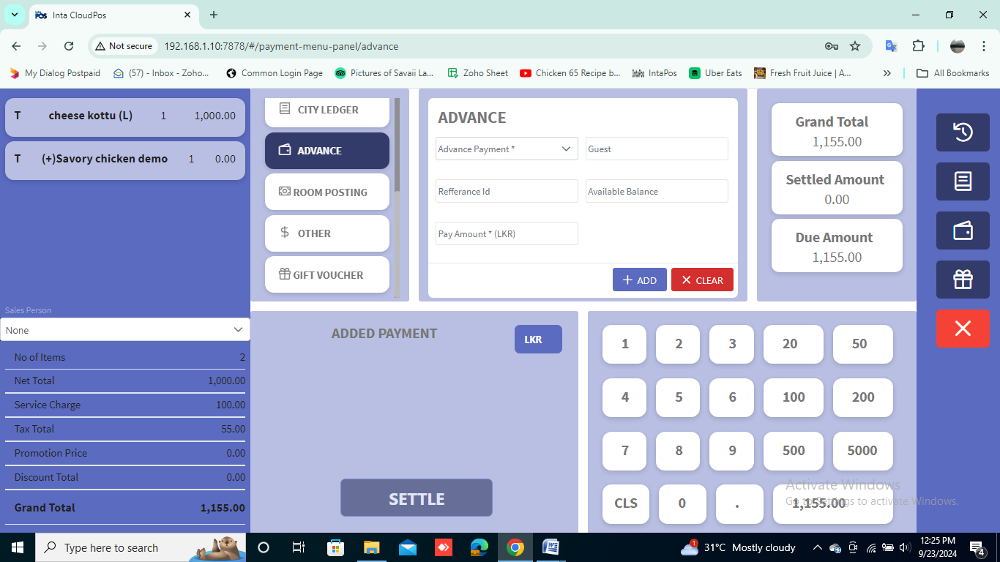 Inta CloudPos
Not secure 192.168.1.10:7878/#/payment-menu-panel/advance
My Dialog Postpaid (57) - Inbox - Zoho... Common Login Page Pictures of Savaii La... Zoho Sheet Chicken 65 Recipe b... IntaPos Uber Eats Fresh Fruit Juice | A... » All Bookmarks
T cheese kottu (L) 1 1,000.00
T (+)Savory chicken demo 1 0.00
Sales Person
None
No of Items 2
Net Total 1,000.00
Service Charge 100.00
Tax Total 55.00
Promotion Price 0.00
Discount Total 0.00
Grand Total 1,155.00
CITY LEDGER
ADVANCE
ROOM POSTING
OTHER
GIFT VOUCHER
ADVANCE
Advance Payment * Guest
Refferance Id Available Balance
Pay Amount * (LKR)
ADD CLEAR
Grand Total
1,155.00
Settled Amount
0.00
Due Amount
1,155.00
ADDED PAYMENT LKR
SETTLE
1 2 3 20 50
4 5 6 100 200
7 8 9 500 5000
CLS 0 . 1,155.00
Activate Windows
Go to Settings to activate Windows.
Type here to search
31°C Mostly cloudy
12:25 PM
9/23/2024
4